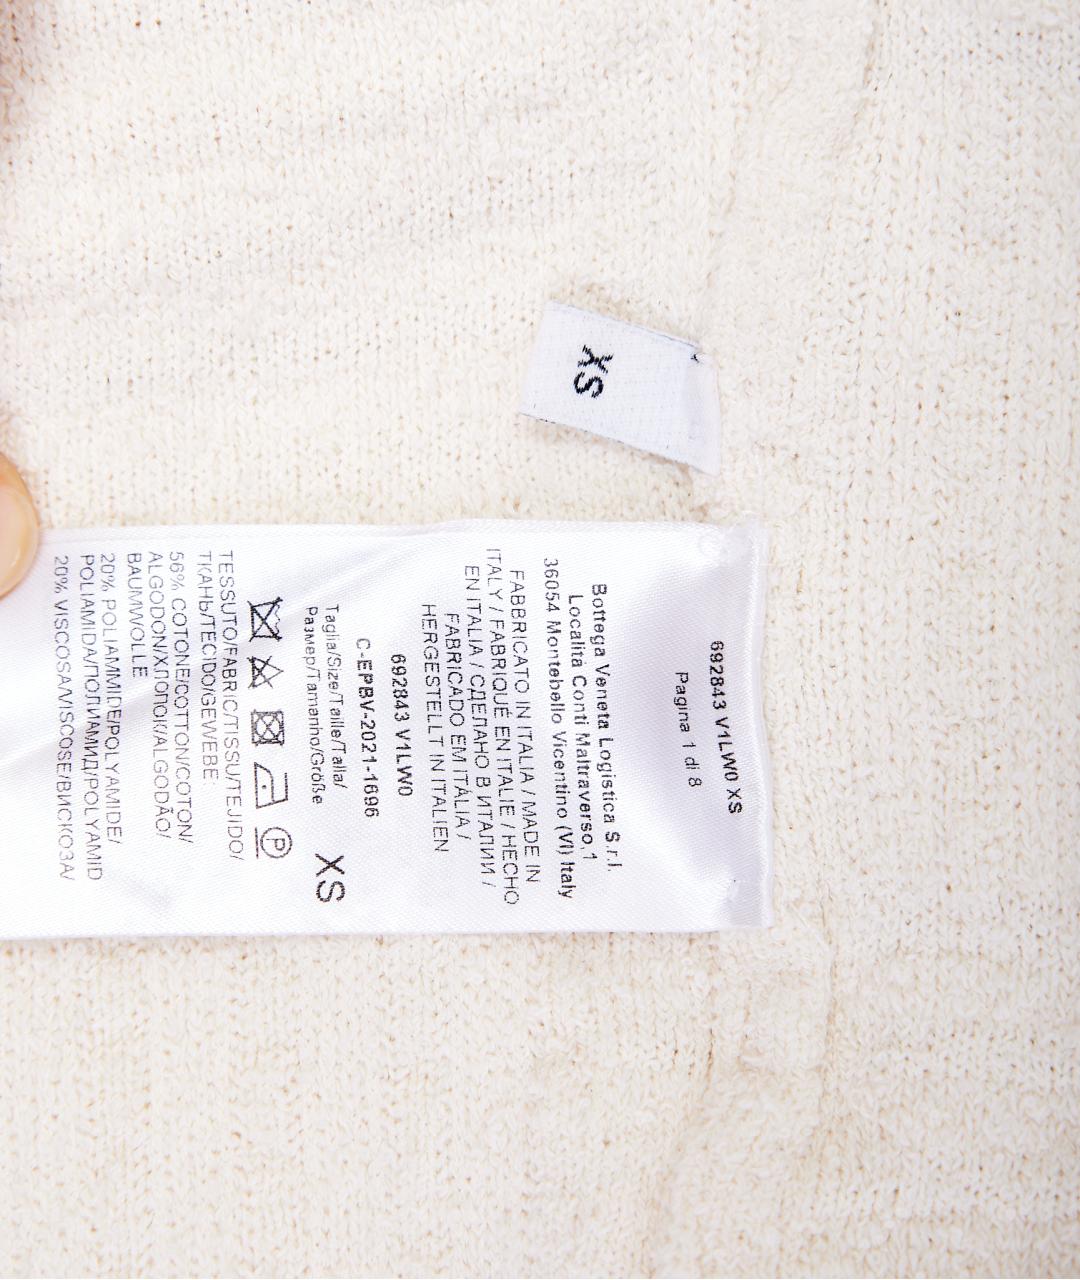 XS
692843 V1LW0 XS
Pagina 1 di 8
Bottega Veneta Logistica S.r.l.
Località Conti Maltraverso,1
36054 Montebello Vicentino (VI) Italy
FABBRICATO IN ITALIA / MADE IN
ITALY / FABRIQUÉ EN ITALIE / HECHO
EN ITALIA / СДЕЛАНО В ИТАЛИИ /
FABRICADO EM ITÁLIA /
HERGESTELLT IN ITALIEN
692843 V1LW0
C-EPBV-2021-1696
Taglia/Size/Taille/Talla/
Размер/Tamanho/Größe
XS
P
TESSUTO/FABRIC/TISSU/TEJIDO/
ТКАНЬ/TECIDO/GEWEBE:
56% COTONE/COTTON/COTON/
ALGODON/ХЛОПОК/ALGODÃO/
BAUMWOLLE
20% POLIAMMIDE/POLYAMIDE/
POLIAMIDA/ПОЛИАМИД/POLYAMID
20% VISCOSA/VISCOSE/ВИСКОЗА/